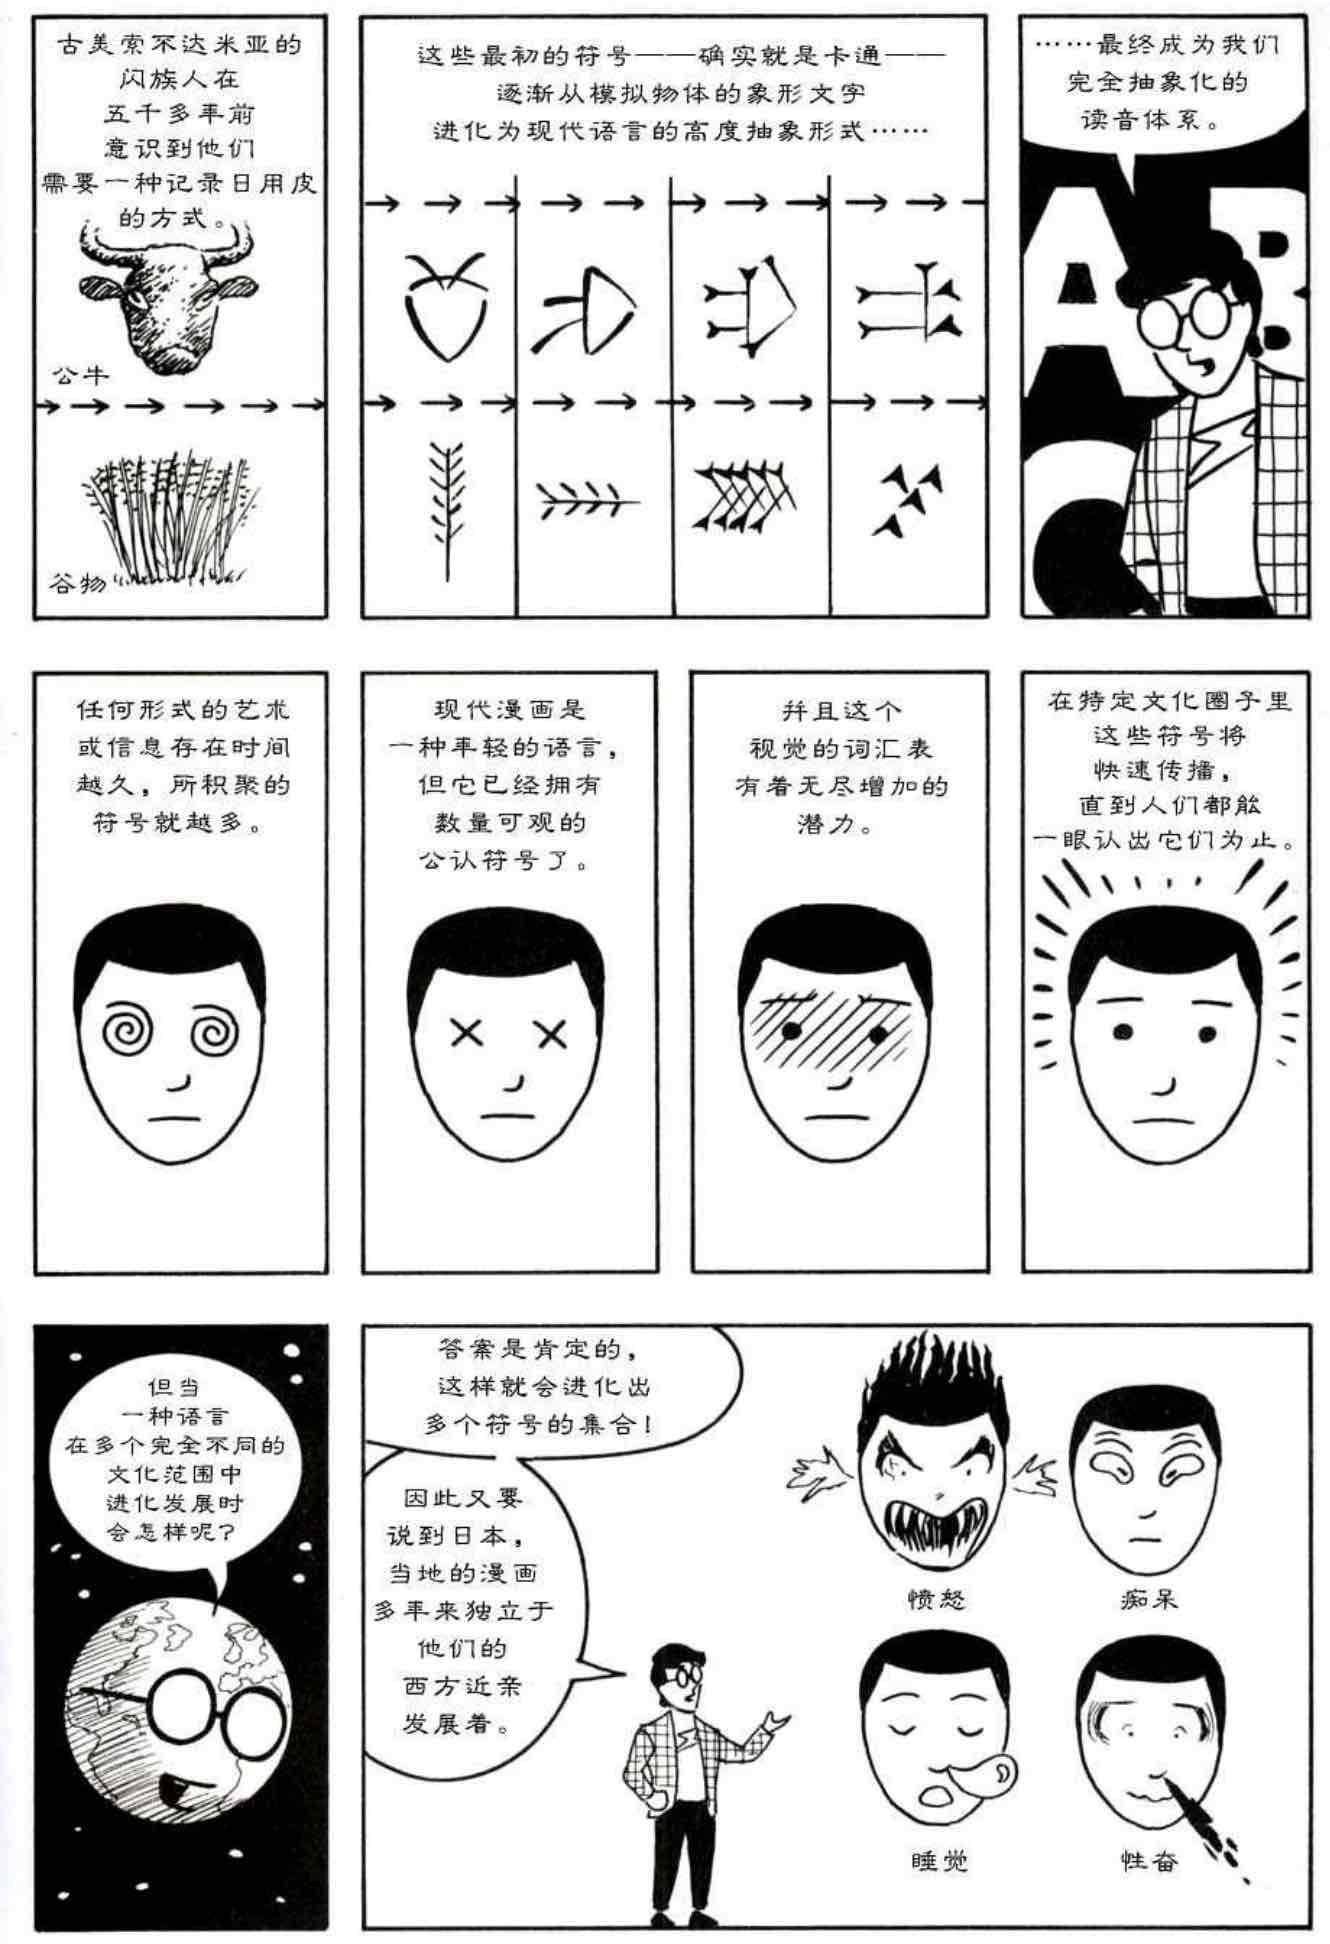 古美索不达米亚的
闪族人在
五千多年前
意识到他们
需要一种记录日用皮
的方式。
公牛
谷物
这些最初的符号——确实就是卡通——
逐渐从模拟物体的象形文字
进化为现代语言的高度抽象形式……
……最终成为我们
完全抽象化的
读音体系。
A B
C
任何形式的艺术
或信息存在时间
越久，所积聚的
符号就越多。
现代漫画是
一种年轻的语言，
但它已经拥有
数量可观的
公认符号了。
并且这个
视觉的词汇表
有着无尽增加的
潜力。
在特定文化圈子里
这些符号将
快速传播，
直到人们都能
一眼认出它们为止。
但当
一种语言
在多个完全不同的
文化范围中
进化发展时
会怎样呢？
答案是肯定的，
这样就会进化出
多个符号的集合！
因此又要
说到日本，
当地的漫画
多年来独立于
他们的
西方近亲
发展着。
愤怒
痴呆
睡觉
性奋